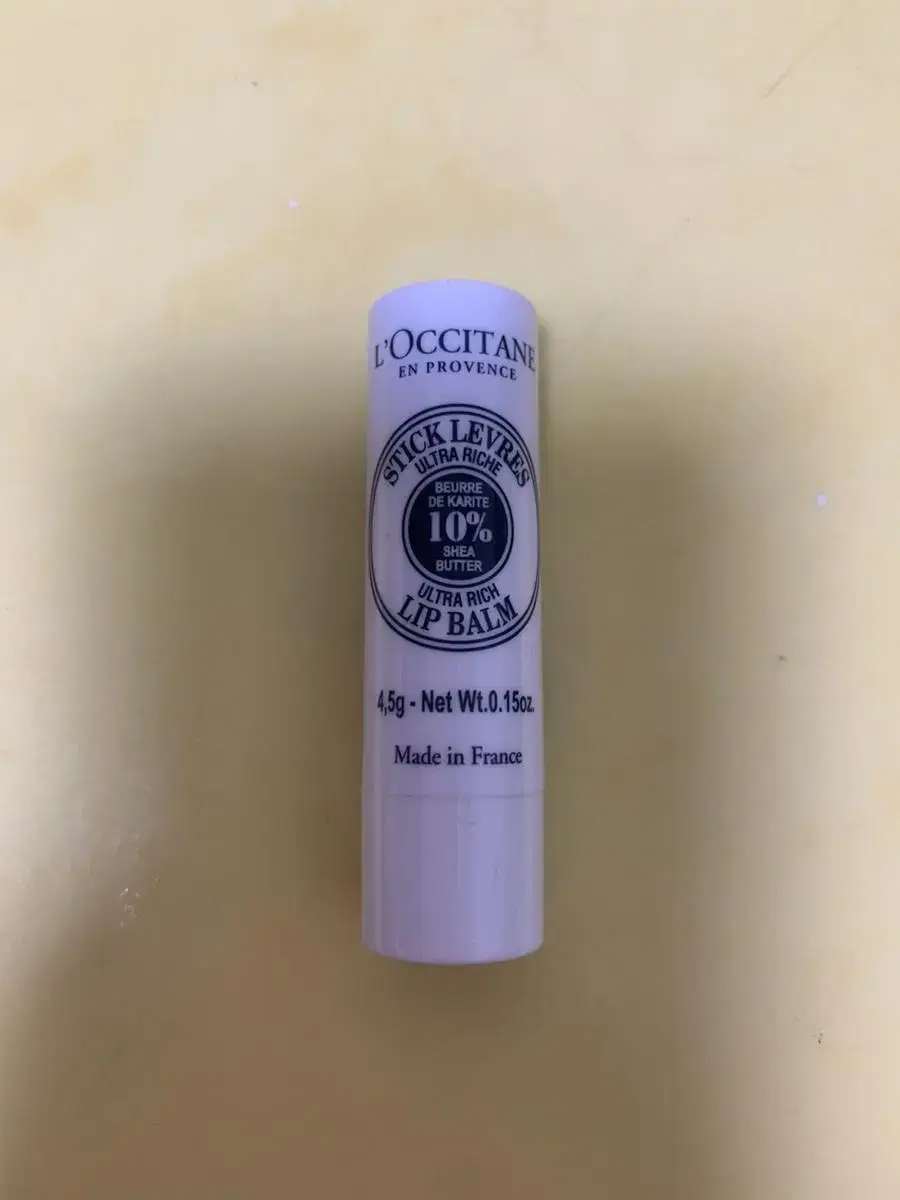 L'OCCITANE
EN PROVENCE
STICK LEVRES
ULTRA RICHE
BEURRE
DE KARITE
10%
SHEA
BUTTER
ULTRA RICH
LIP BALM
4,5g - Net Wt.0.15oz.
Made in France